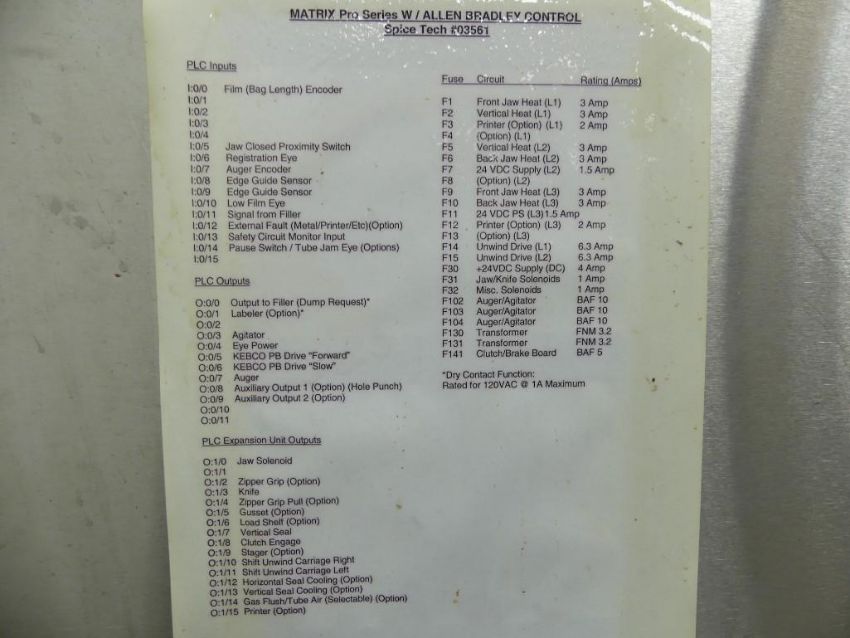 MATRIX Pro Series W / ALLEN BRADLEY CONTROL
Spice Tech #03561
PLC Inputs
I:0/0 Film (Bag Length) Encoder
I:0/1
I:0/2
I:0/3
I:0/4
I:0/5 Jaw Closed Proximity Switch
I:0/6 Registration Eye
I:0/7 Auger Encoder
I:0/8 Edge Guide Sensor
I:0/9 Edge Guide Sensor
I:0/10 Low Film Eye
I:0/11 Signal from Filler
I:0/12 External Fault (Metal/Printer/Etc)(Option)
I:0/13 Safety Circuit Monitor Input
I:0/14 Pause Switch / Tube Jam Eye (Options)
I:0/15
PLC Outputs
O:0/0 Output to Filler (Dump Request)*
O:0/1 Labeler (Option)*
O:0/2
O:0/3 Agitator
O:0/4 Eye Power
O:0/5 KEBCO PB Drive "Forward"
O:0/6 KEBCO PB Drive "Slow"
O:0/7 Auger
O:0/8 Auxiliary Output 1 (Option) (Hole Punch)
O:0/9 Auxiliary Output 2 (Option)
O:0/10
O:0/11
PLC Expansion Unit Outputs
O:1/0 Jaw Solenoid
O:1/1
O:1/2 Zipper Grip (Option)
O:1/3 Knife
O:1/4 Zipper Grip Pull (Option)
O:1/5 Gusset (Option)
O:1/6 Load Shelf (Option)
O:1/7 Vertical Seal
O:1/8 Clutch Engage
O:1/9 Stager (Option)
O:1/10 Shift Unwind Carriage Right
O:1/11 Shift Unwind Carriage Left
O:1/12 Horizontal Seal Cooling (Option)
O:1/13 Vertical Seal Cooling (Option)
O:1/14 Gas Flush/Tube Air (Selectable) (Option)
O:1/15 Printer (Option)
Fuse Circuit Rating (Amps)
F1 Front Jaw Heat (L1) 3 Amp
F2 Vertical Heat (L1) 3 Amp
F3 Printer (Option) (L1) 2 Amp
F4 (Option) (L1)
F5 Vertical Heat (L2) 3 Amp
F6 Back Jaw Heat (L2) 3 Amp
F7 24 VDC Supply (L2) 1.5 Amp
F8 (Option) (L2)
F9 Front Jaw Heat (L3) 3 Amp
F10 Back Jaw Heat (L3) 3 Amp
F11 24 VDC PS (L3) 1.5 Amp
F12 Printer (Option) (L3) 2 Amp
F13 (Option) (L3)
F14 Unwind Drive (L1) 6.3 Amp
F15 Unwind Drive (L2) 6.3 Amp
F30 +24VDC Supply (DC) 4 Amp
F31 Jaw/Knife Solenoids 1 Amp
F32 Misc. Solenoids 1 Amp
F102 Auger/Agitator BAF 10
F103 Auger/Agitator BAF 10
F104 Auger/Agitator BAF 10
F130 Transformer FNM 3.2
F131 Transformer FNM 3.2
F141 Clutch/Brake Board BAF 5
*Dry Contact Function:
Rated for 120VAC @ 1A Maximum